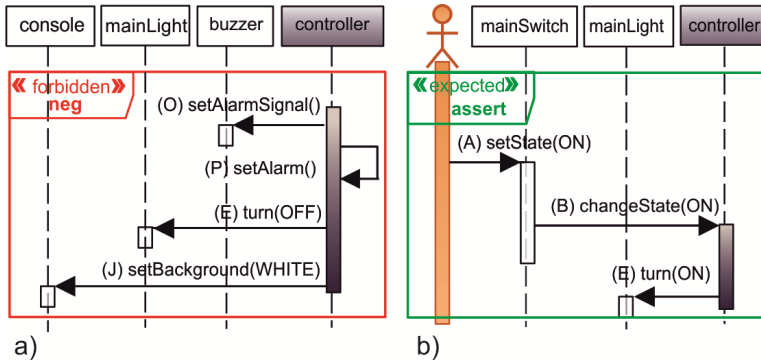 console
mainLight
buzzer
controller
« forbidden»
neg
(O) setAlarmSignal()
(P) setAlarm()
(E) turn(OFF)
(J) setBackground(WHITE)
a)
mainSwitch
mainLight
controller
«expected»
assert
(A) setState(ON)
(B) changeState(ON)
(E) turn(ON)
b)